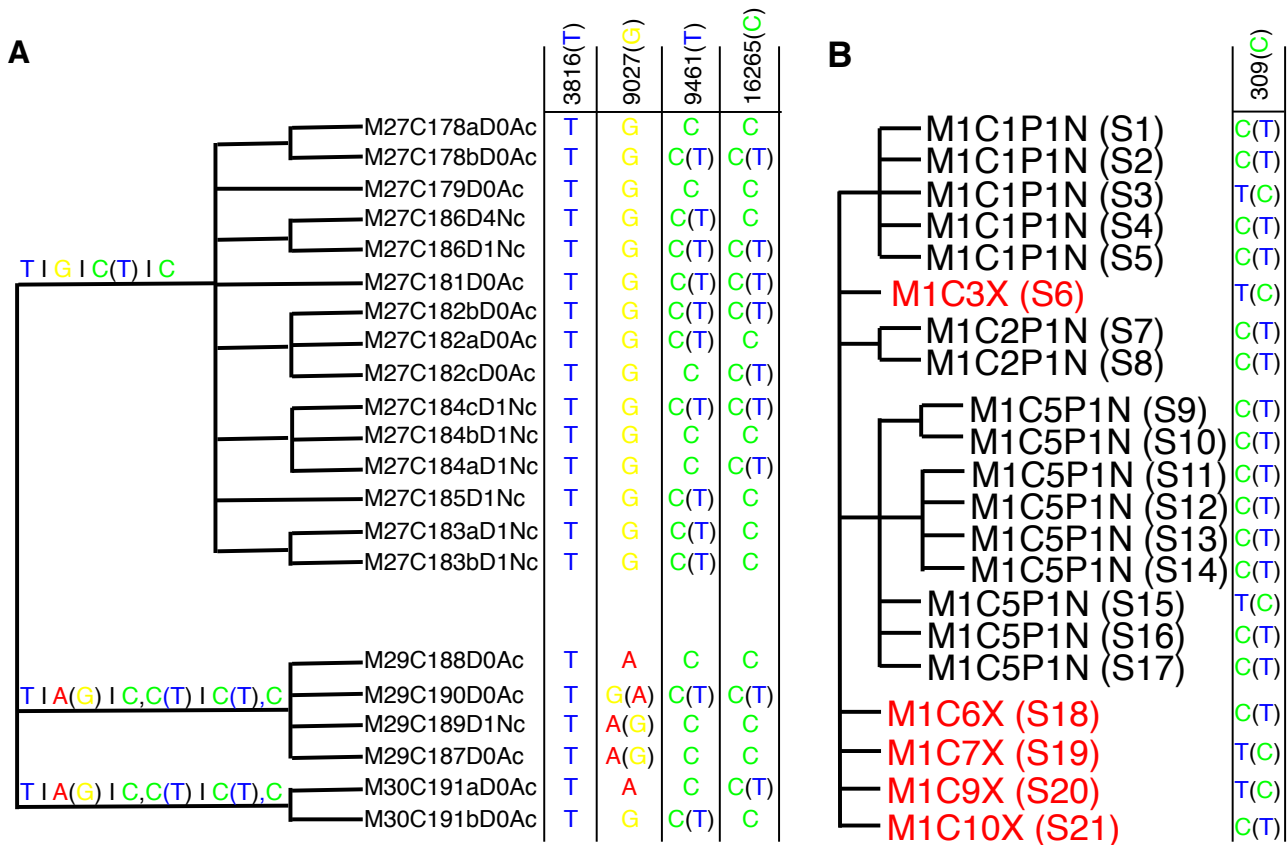 A
3816(T) 9027(G) 9461(T) 16265(C)
M27C178aD0Ac T G C C
M27C178bD0Ac T G C(T) C(T)
M27C179D0Ac T G C C
M27C186D4Nc T G C(T) C
M27C186D1Nc T G C(T) C(T)
T I G I C(T) I C
M27C181D0Ac T G C(T) C(T)
M27C182bD0Ac T G C(T) C(T)
M27C182aD0Ac T G C(T) C
M27C182cD0Ac T G C C(T)
M27C184cD1Nc T G C(T) C(T)
M27C184bD1Nc T G C C
M27C184aD1Nc T G C C(T)
M27C185D1Nc T G C(T) C
M27C183aD1Nc T G C(T) C
M27C183bD1Nc T G C(T) C
M29C188D0Ac T A C C
T I A(G) I C,C(T) I C(T),C
M29C190D0Ac T G(A) C(T) C(T)
M29C189D1Nc T A(G) C C
M29C187D0Ac T A(G) C C
T I A(G) I C,C(T) I C(T),C
M30C191aD0Ac T A C C(T)
M30C191bD0Ac T G C(T) C
B
309(C)
M1C1P1N (S1) C(T)
M1C1P1N (S2) C(T)
M1C1P1N (S3) T(C)
M1C1P1N (S4) C(T)
M1C1P1N (S5) C(T)
M1C3X (S6) T(C)
M1C2P1N (S7) C(T)
M1C2P1N (S8) C(T)
M1C5P1N (S9) C(T)
M1C5P1N (S10) C(T)
M1C5P1N (S11) C(T)
M1C5P1N (S12) C(T)
M1C5P1N (S13) C(T)
M1C5P1N (S14) C(T)
M1C5P1N (S15) T(C)
M1C5P1N (S16) C(T)
M1C5P1N (S17) C(T)
M1C6X (S18) C(T)
M1C7X (S19) T(C)
M1C9X (S20) T(C)
M1C10X (S21) C(T)